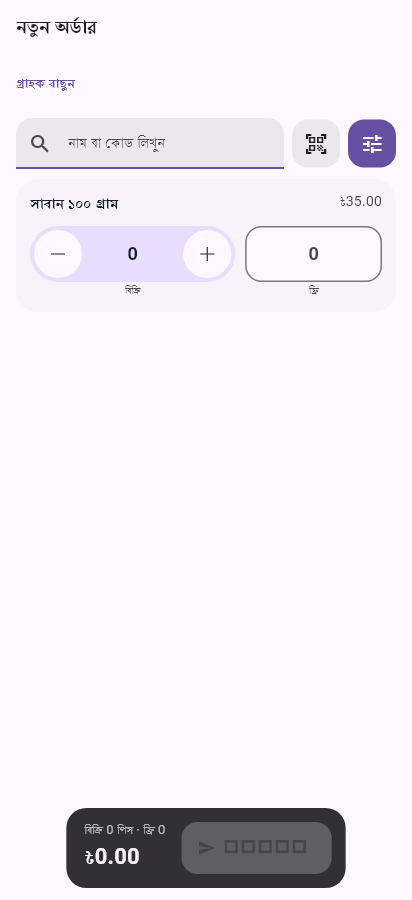 নতুন অর্ডার
গ্রাহক বাছুন
নাম বা কোড লিখুন
সাবান ১০০ গ্রাম ৳35.00
0 0
বিক্রি ফ্রি
বিক্রি 0 পিস · ফ্রি 0
৳0.00